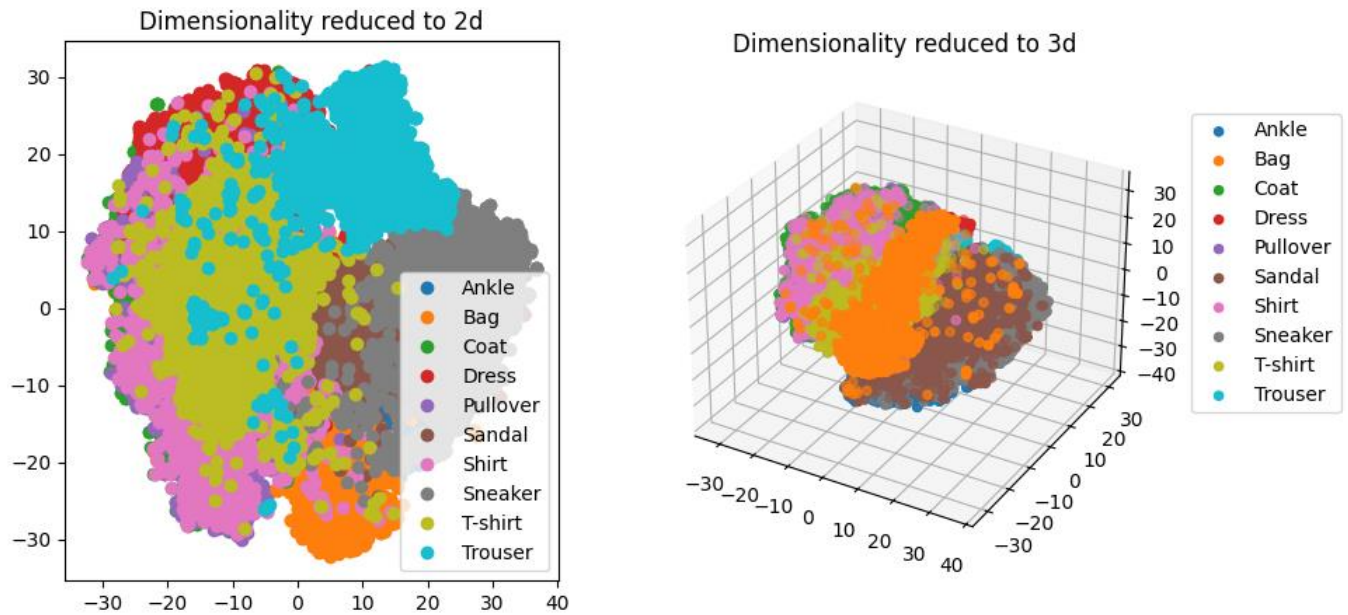 Dimensionality reduced to 2d
30
20
10
0
−10
−20
−30
−30
−20
−10
0
10
20
30
40
Ankle
Bag
Coat
Dress
Pullover
Sandal
Shirt
Sneaker
T-shirt
Trouser
Dimensionality reduced to 3d
30
20
10
0
−10
−20
−30
−40
−30
−20
−10
0
10
20
30
40
30
20
10
0
−10
−20
−30
Ankle
Bag
Coat
Dress
Pullover
Sandal
Shirt
Sneaker
T-shirt
Trouser